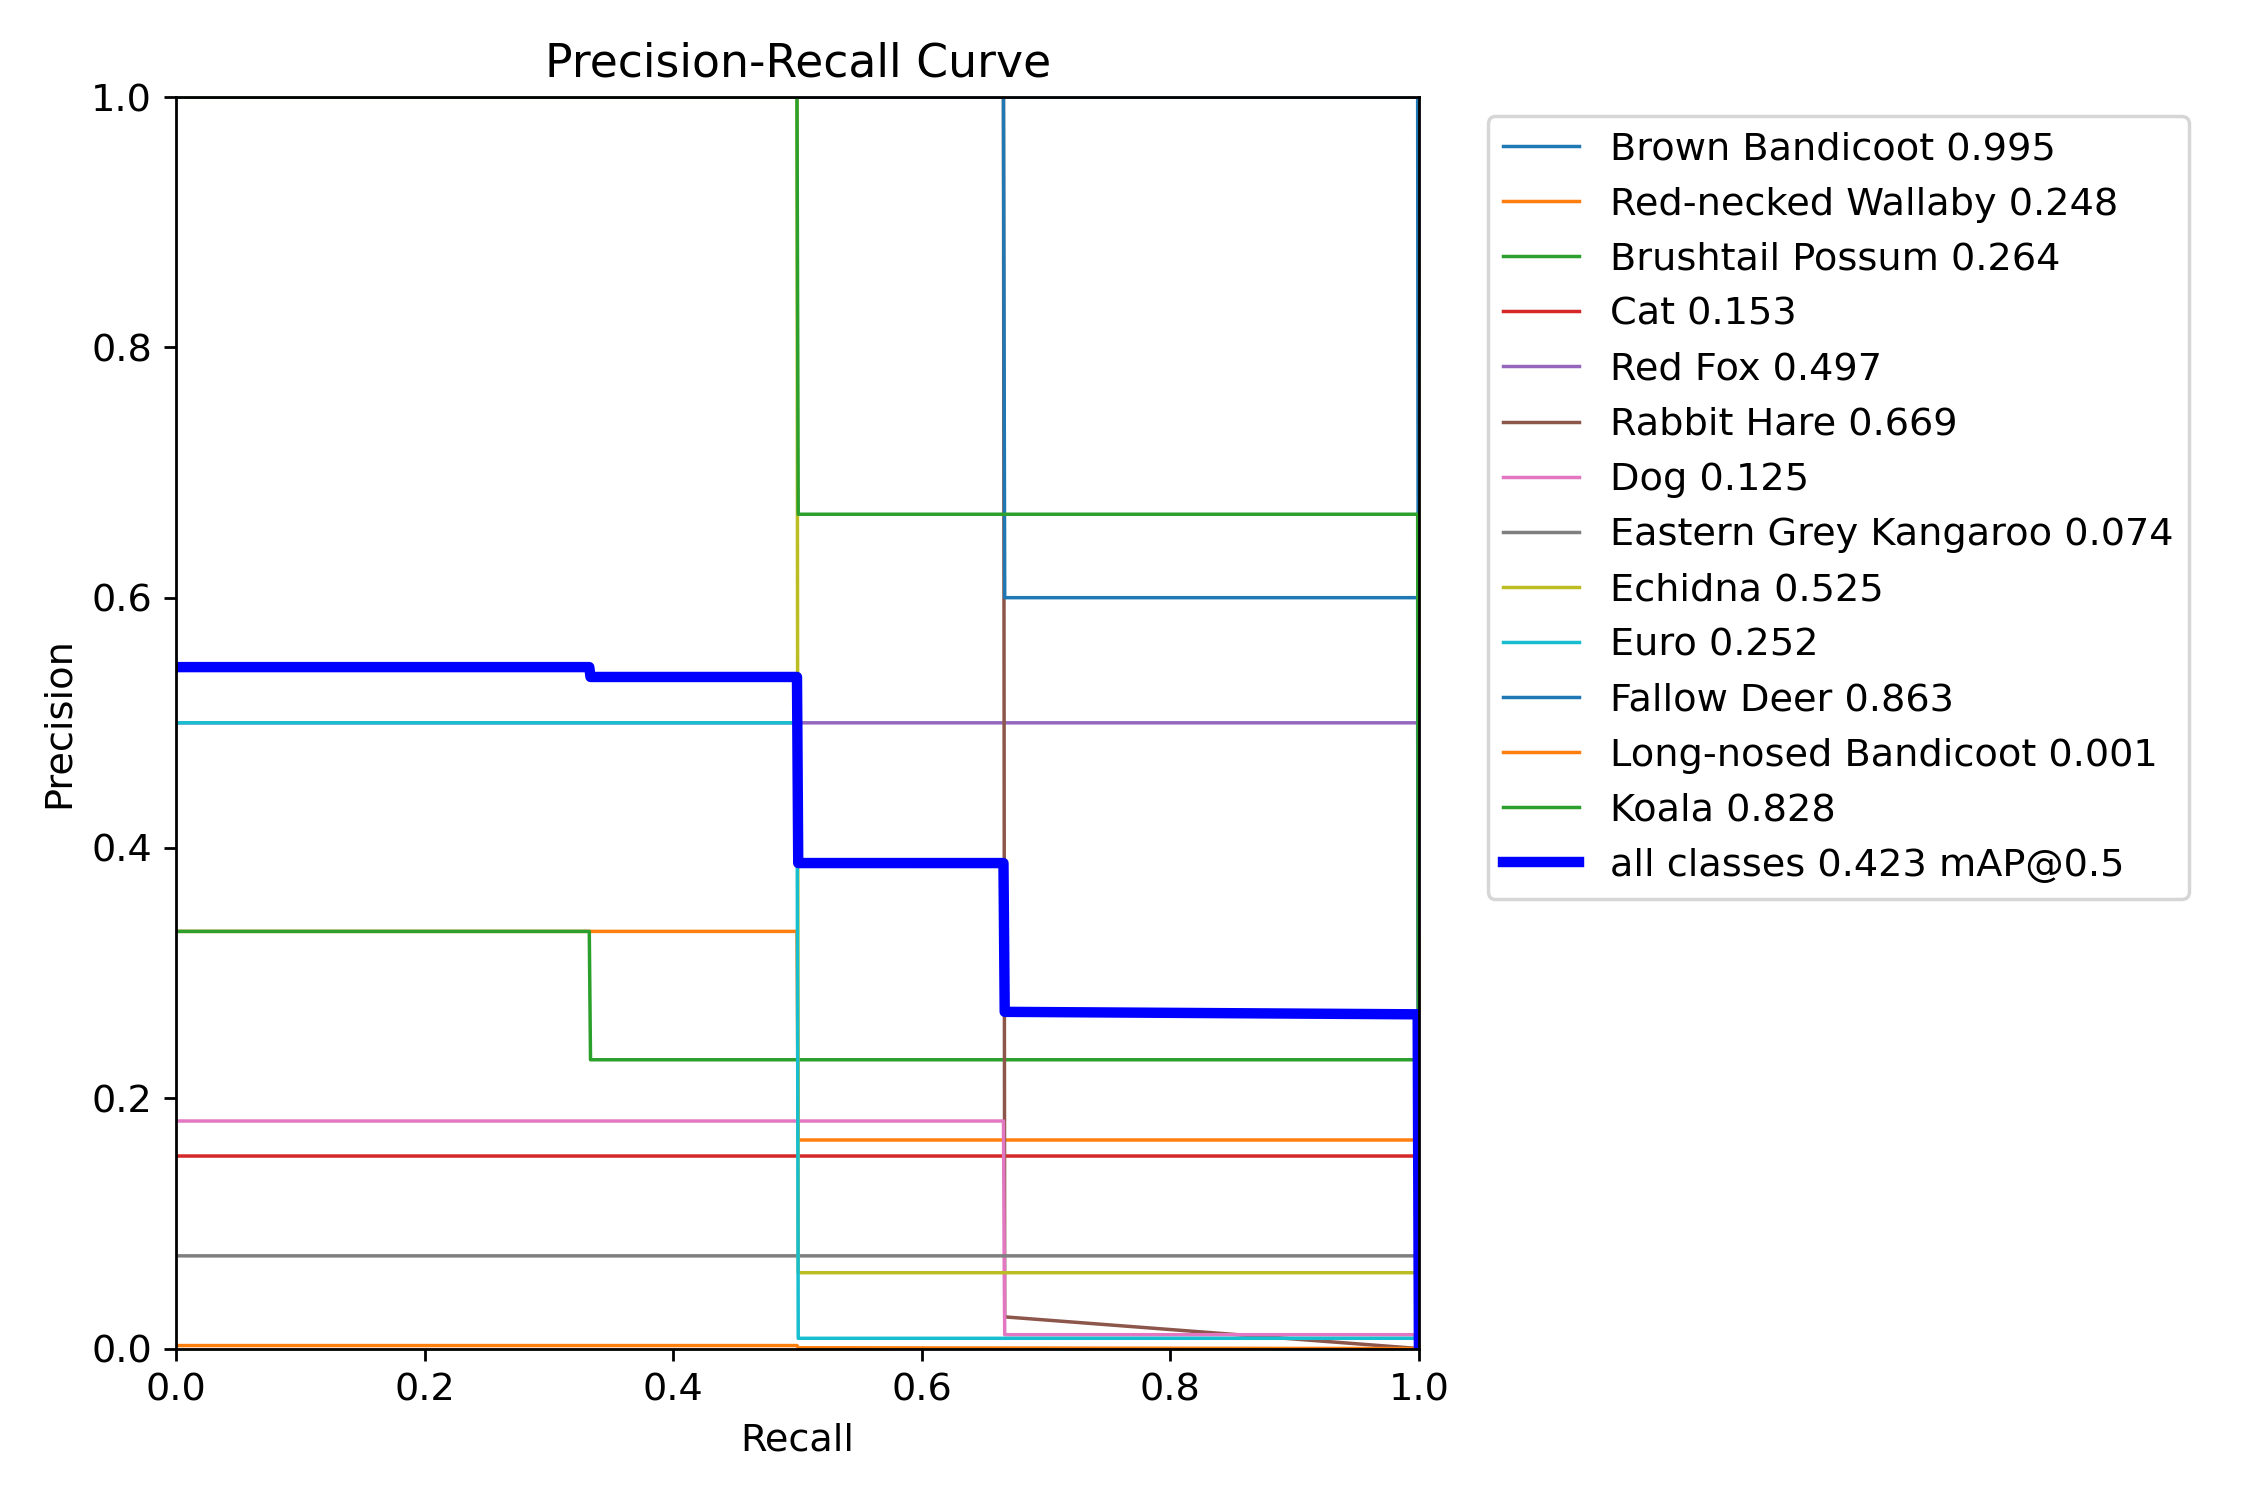 Precision-Recall Curve
1.0
0.8
0.6
0.4
0.2
0.0
Precision
0.0 0.2 0.4 0.6 0.8 1.0
Recall
Brown Bandicoot 0.995
Red-necked Wallaby 0.248
Brushtail Possum 0.264
Cat 0.153
Red Fox 0.497
Rabbit Hare 0.669
Dog 0.125
Eastern Grey Kangaroo 0.074
Echidna 0.525
Euro 0.252
Fallow Deer 0.863
Long-nosed Bandicoot 0.001
Koala 0.828
all classes 0.423 mAP@0.5